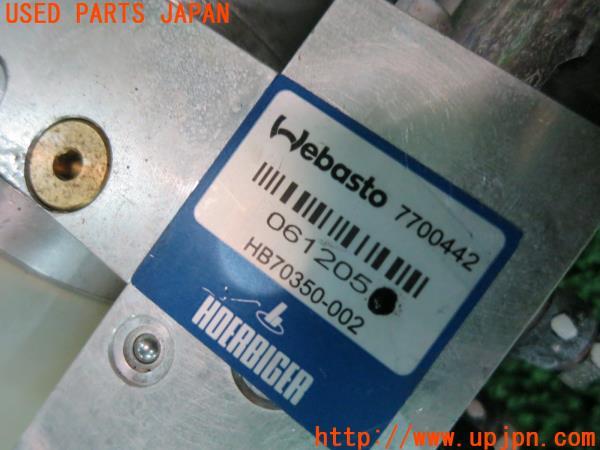 USED PARTS JAPAN
Webasto 7700442
061205
HB70350-002
HOERBIGER
http://www.upjpn.com